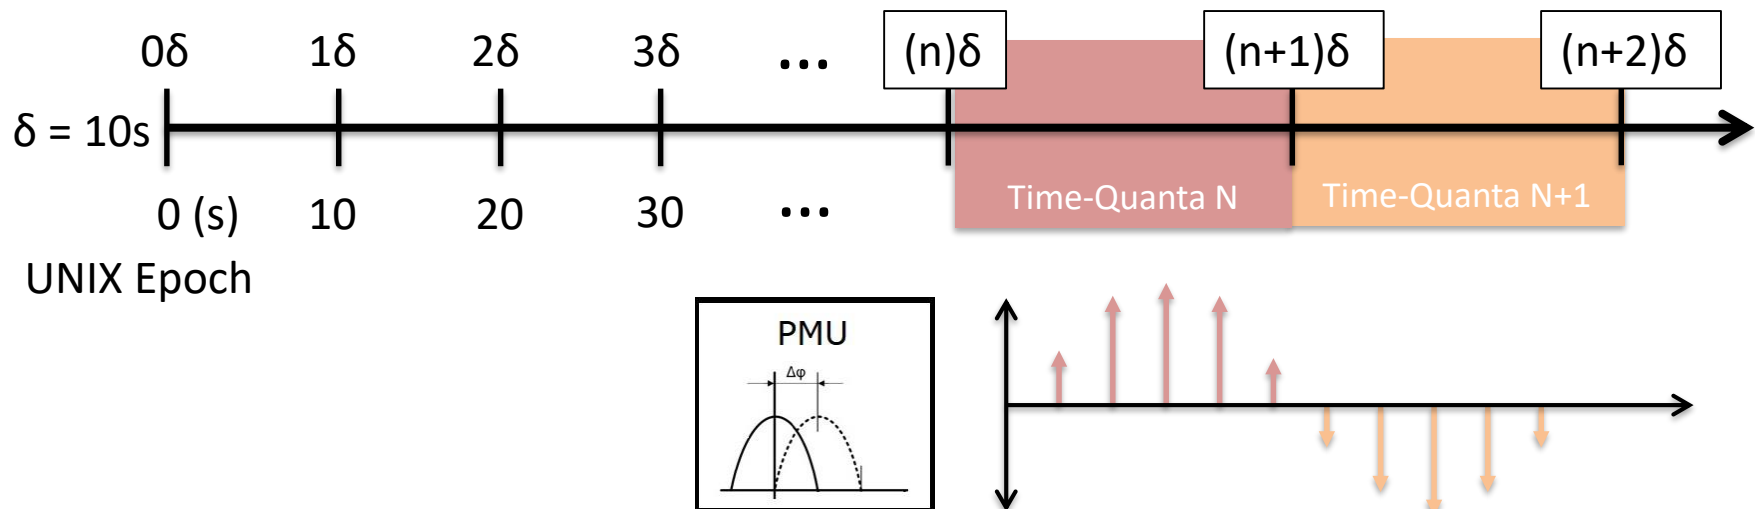 0δ 1δ 2δ 3δ ... (n)δ (n+1)δ (n+2)δ
δ = 10s
Time-Quanta N Time-Quanta N+1
0 (s) 10 20 30 ...
UNIX Epoch
PMU
Δφ